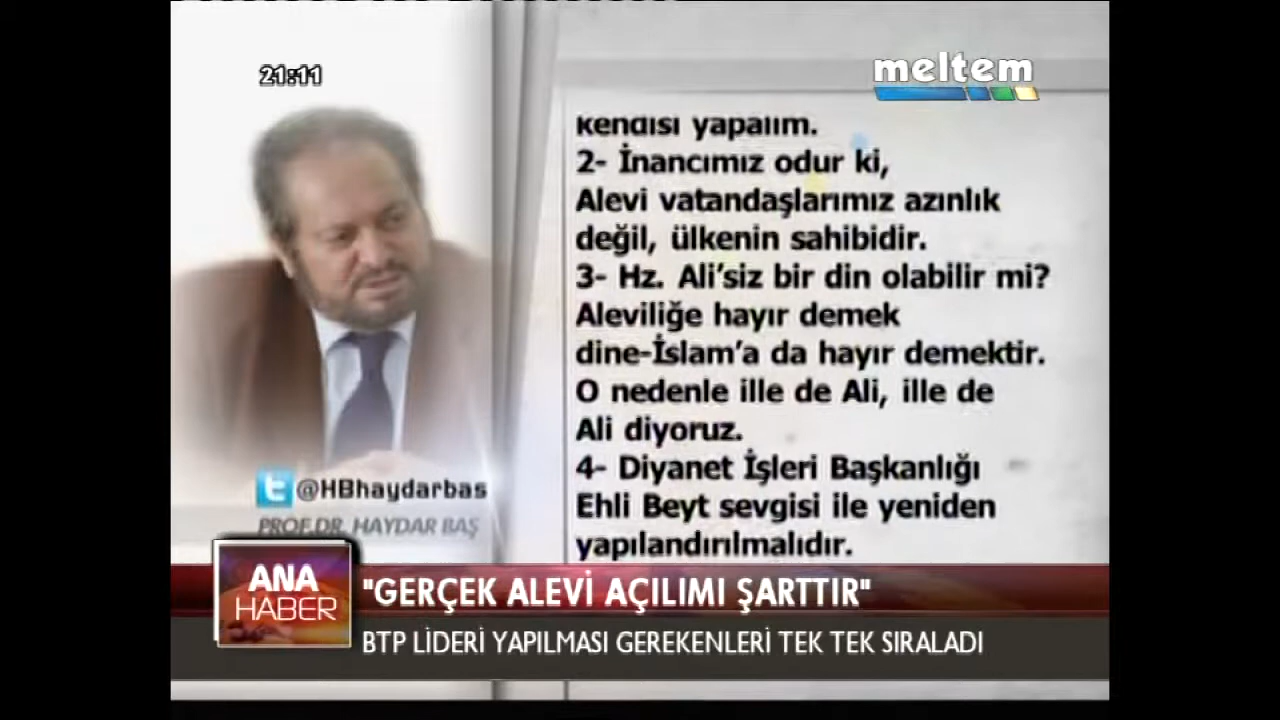 21:11
meltem
kendisi yapalım.
2- İnancımız odur ki,
Alevi vatandaşlarımız azınlık
değil, ülkenin sahibidir.
3- Hz. Ali'siz bir din olabilir mi?
Aleviliğe hayır demek
dine-İslam'a da hayır demektir.
O nedenle ille de Ali, ille de
Ali diyoruz.
4- Diyanet İşleri Başkanlığı
Ehli Beyt sevgisi ile yeniden
yapılandırılmalıdır.
@HBhaydarbas
PROF.DR. HAYDAR BAŞ
ANA
HABER
"GERÇEK ALEVİ AÇILIMI ŞARTTIR"
BTP LİDERİ YAPILMASI GEREKENLERİ TEK TEK SIRALADI